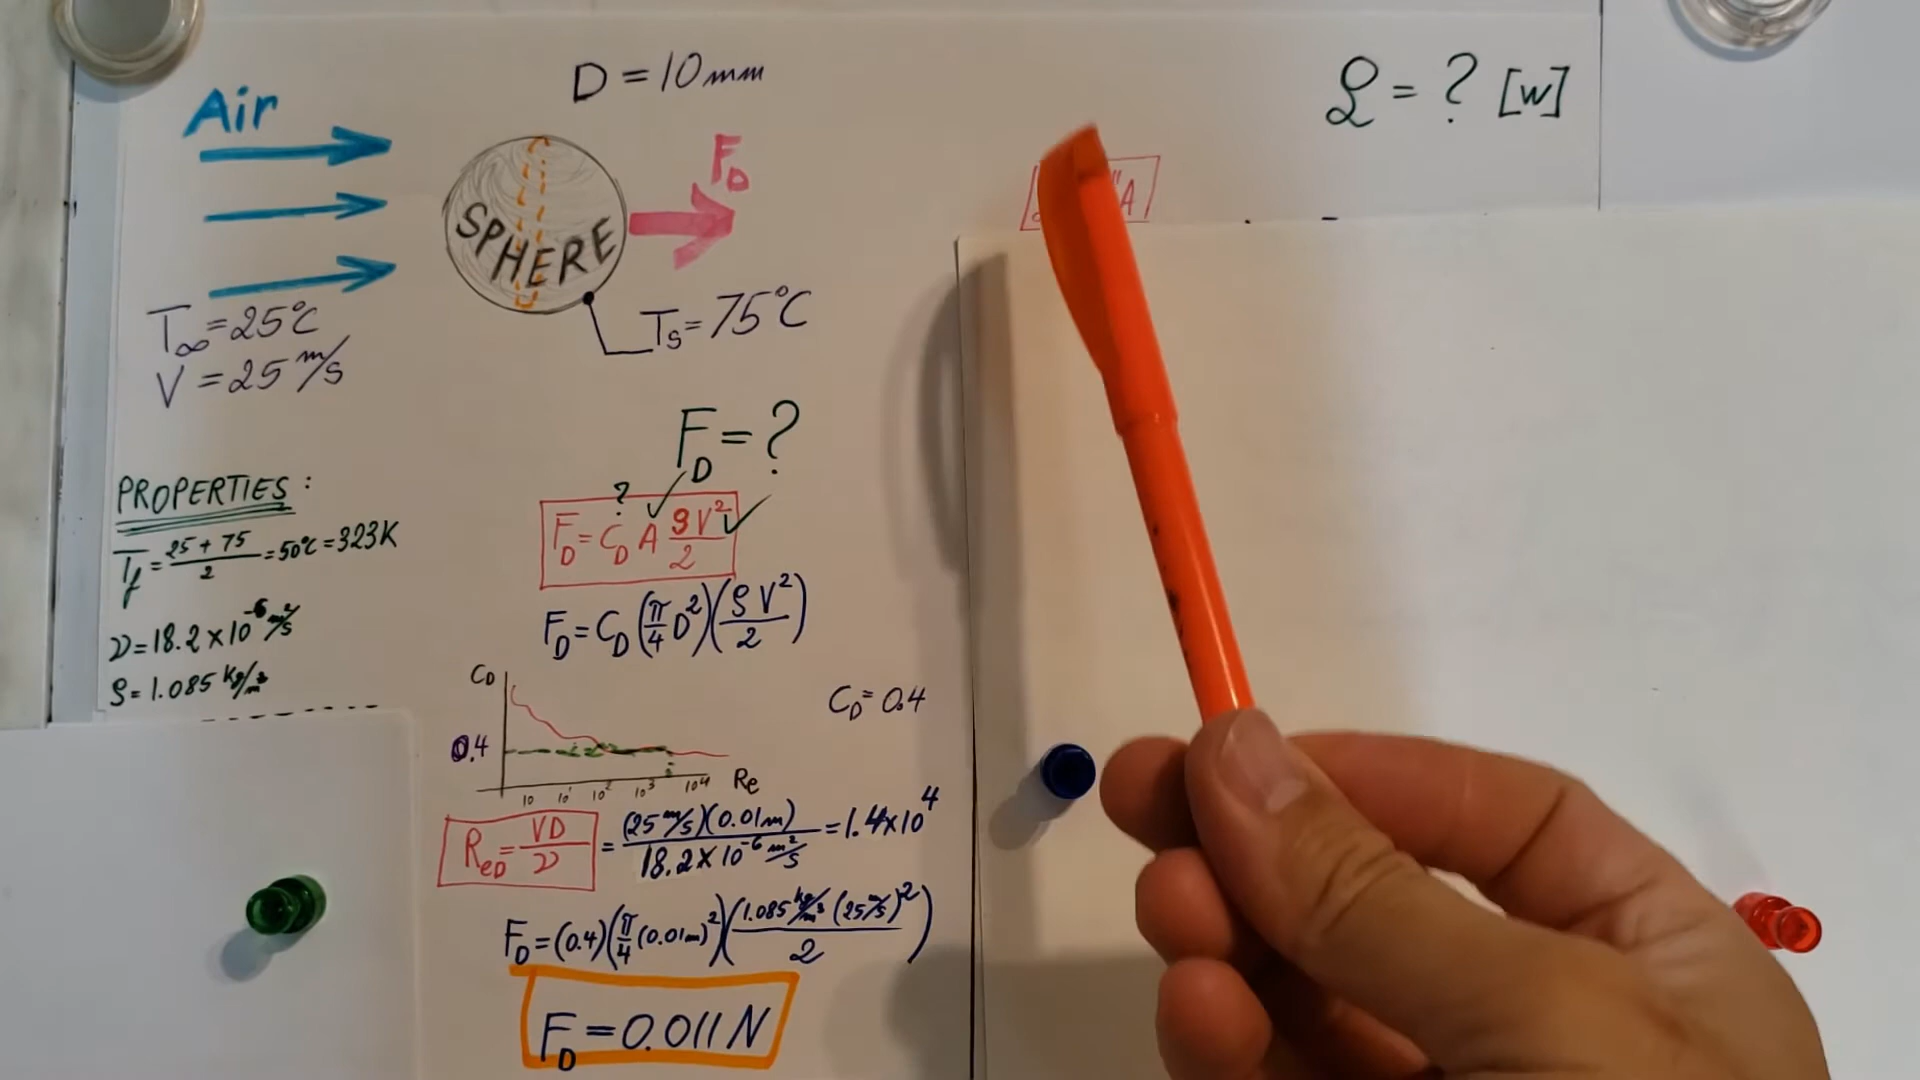 D = 10mm
Air
F_D
SPHERE
T∞ = 25°C
V = 25 m/s
T_s = 75°C
F_D = ?
PROPERTIES :
T_f = (25 + 75)/2 = 50°C = 323K
ν = 18.2 × 10⁻⁶ m²/s
ρ = 1.085 kg/m³
? ✓ ✓
F_D = C_D A ρV²/2
F_D = C_D (π/4 D²)(ρV²/2)
C_D
0.4
10 10¹ 10² 10³ 10⁴
Re
C_D = 0.4
Re_D = VD/ν = (25 m/s)(0.01m)/(18.2 × 10⁻⁶ m²/s) = 1.4×10⁴
F_D = (0.4)(π/4 (0.01m)²)(1.085 kg/m³ (25 m/s)²/2)
F_D = 0.011 N
q = ? [w]
"A